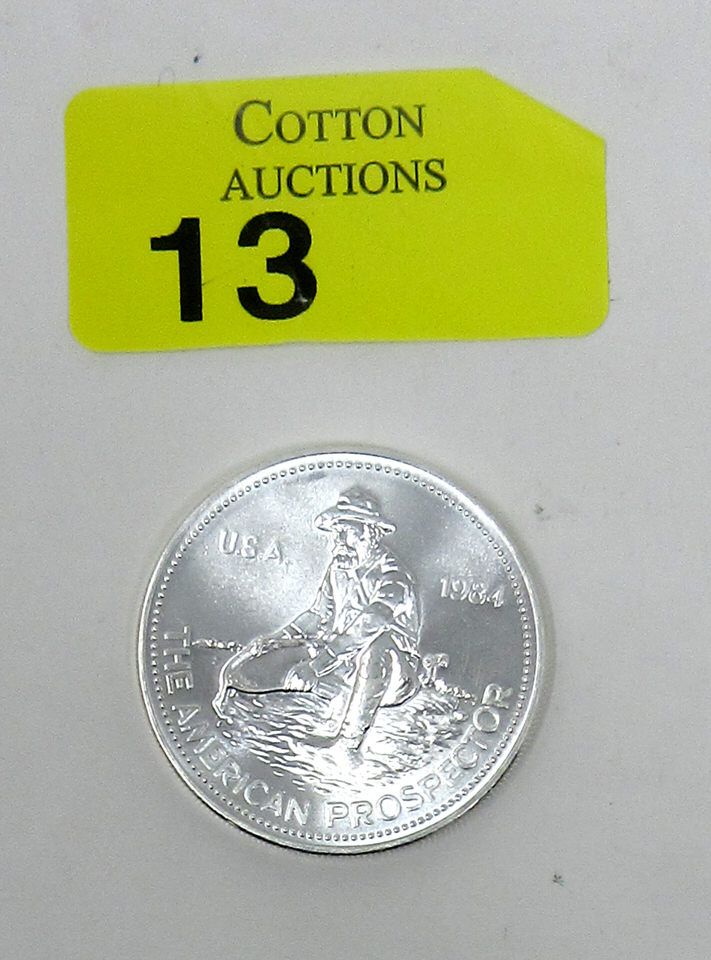 COTTON
AUCTIONS
13
U.S.A.
1984
THE AMERICAN PROSPECTOR